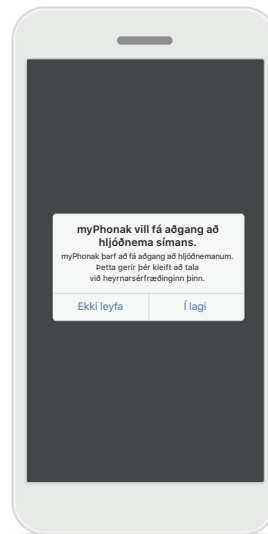 myPhonak vill fá aðgang að
hljóðnema símans.
myPhonak þarf að fá aðgang að hljóðnemanum.
Þetta gerir þér kleift að tala
við heyrnarsérfræðinginn þinn.
Ekki leyfa
Í lagi